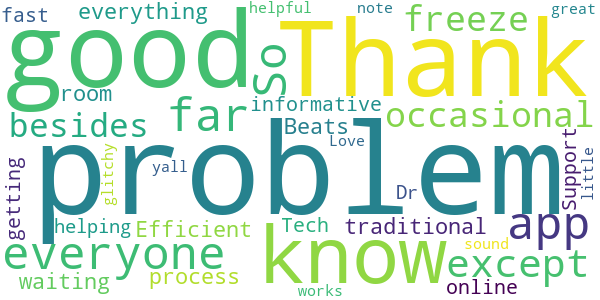 fast everything helpful note great
good Thank freeze
So
room far informative occasional
besides Beats
Love
problem
getting glitchy yall Dr Support little
helping Efficient Tech traditional app
everyone know sound except
waiting process works online